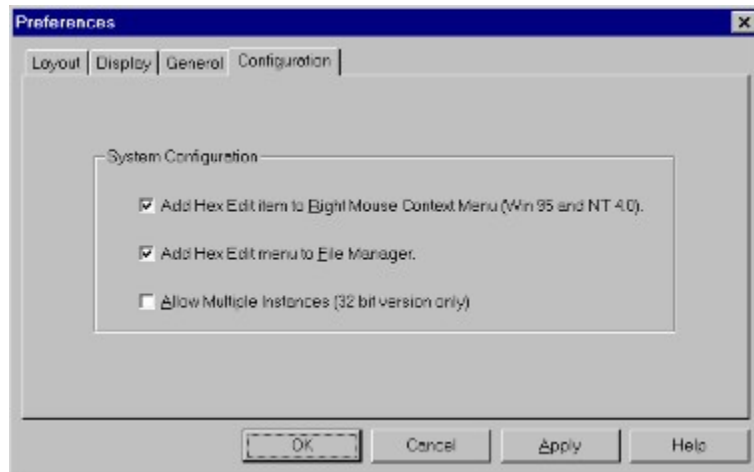 Preferences
Layout Display General Configuration
System Configuration
Add Hex Edit item to Right Mouse Context Menu (Win 95 and NT 4.0).
Add Hex Edit menu to File Manager.
Allow Multiple Instances (32 bit version only)
OK Cancel Apply Help